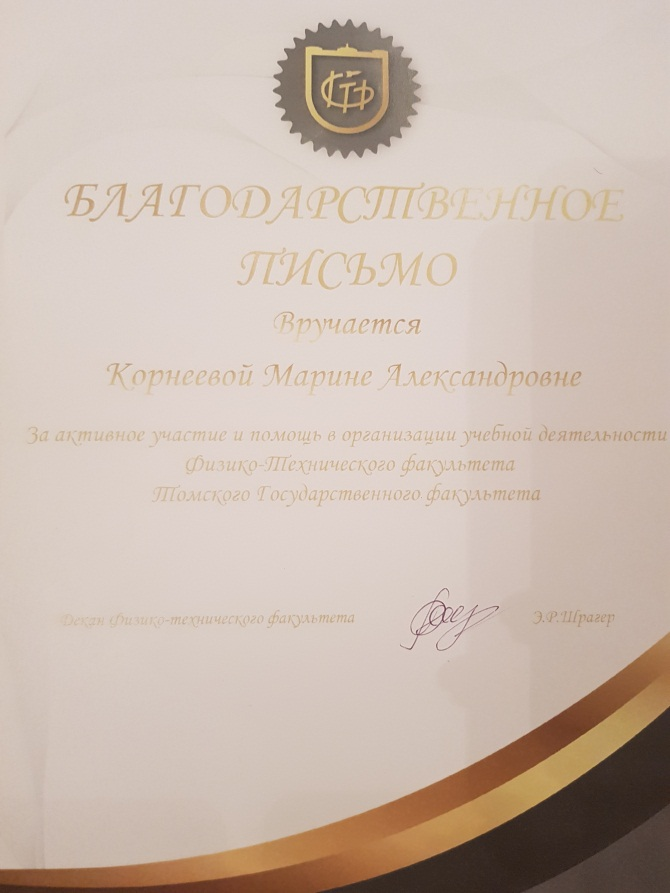 БЛАГОДАРСТВЕННОЕ
ПИСЬМО
Вручается
Корнеевой Марине Александровне
За активное участие и помощь в организации учебной деятельности
Физико-Технического факультета
Томского Государственного факультета
Декан Физико-технического факультета Э.Р.Шрагер